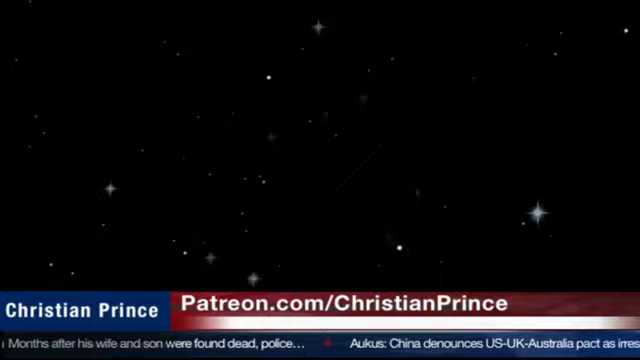 Christian Prince
Patreon.com/ChristianPrince
Months after his wife and son were found dead, police… Aukus: China denounces US-UK-Australia pact as irres